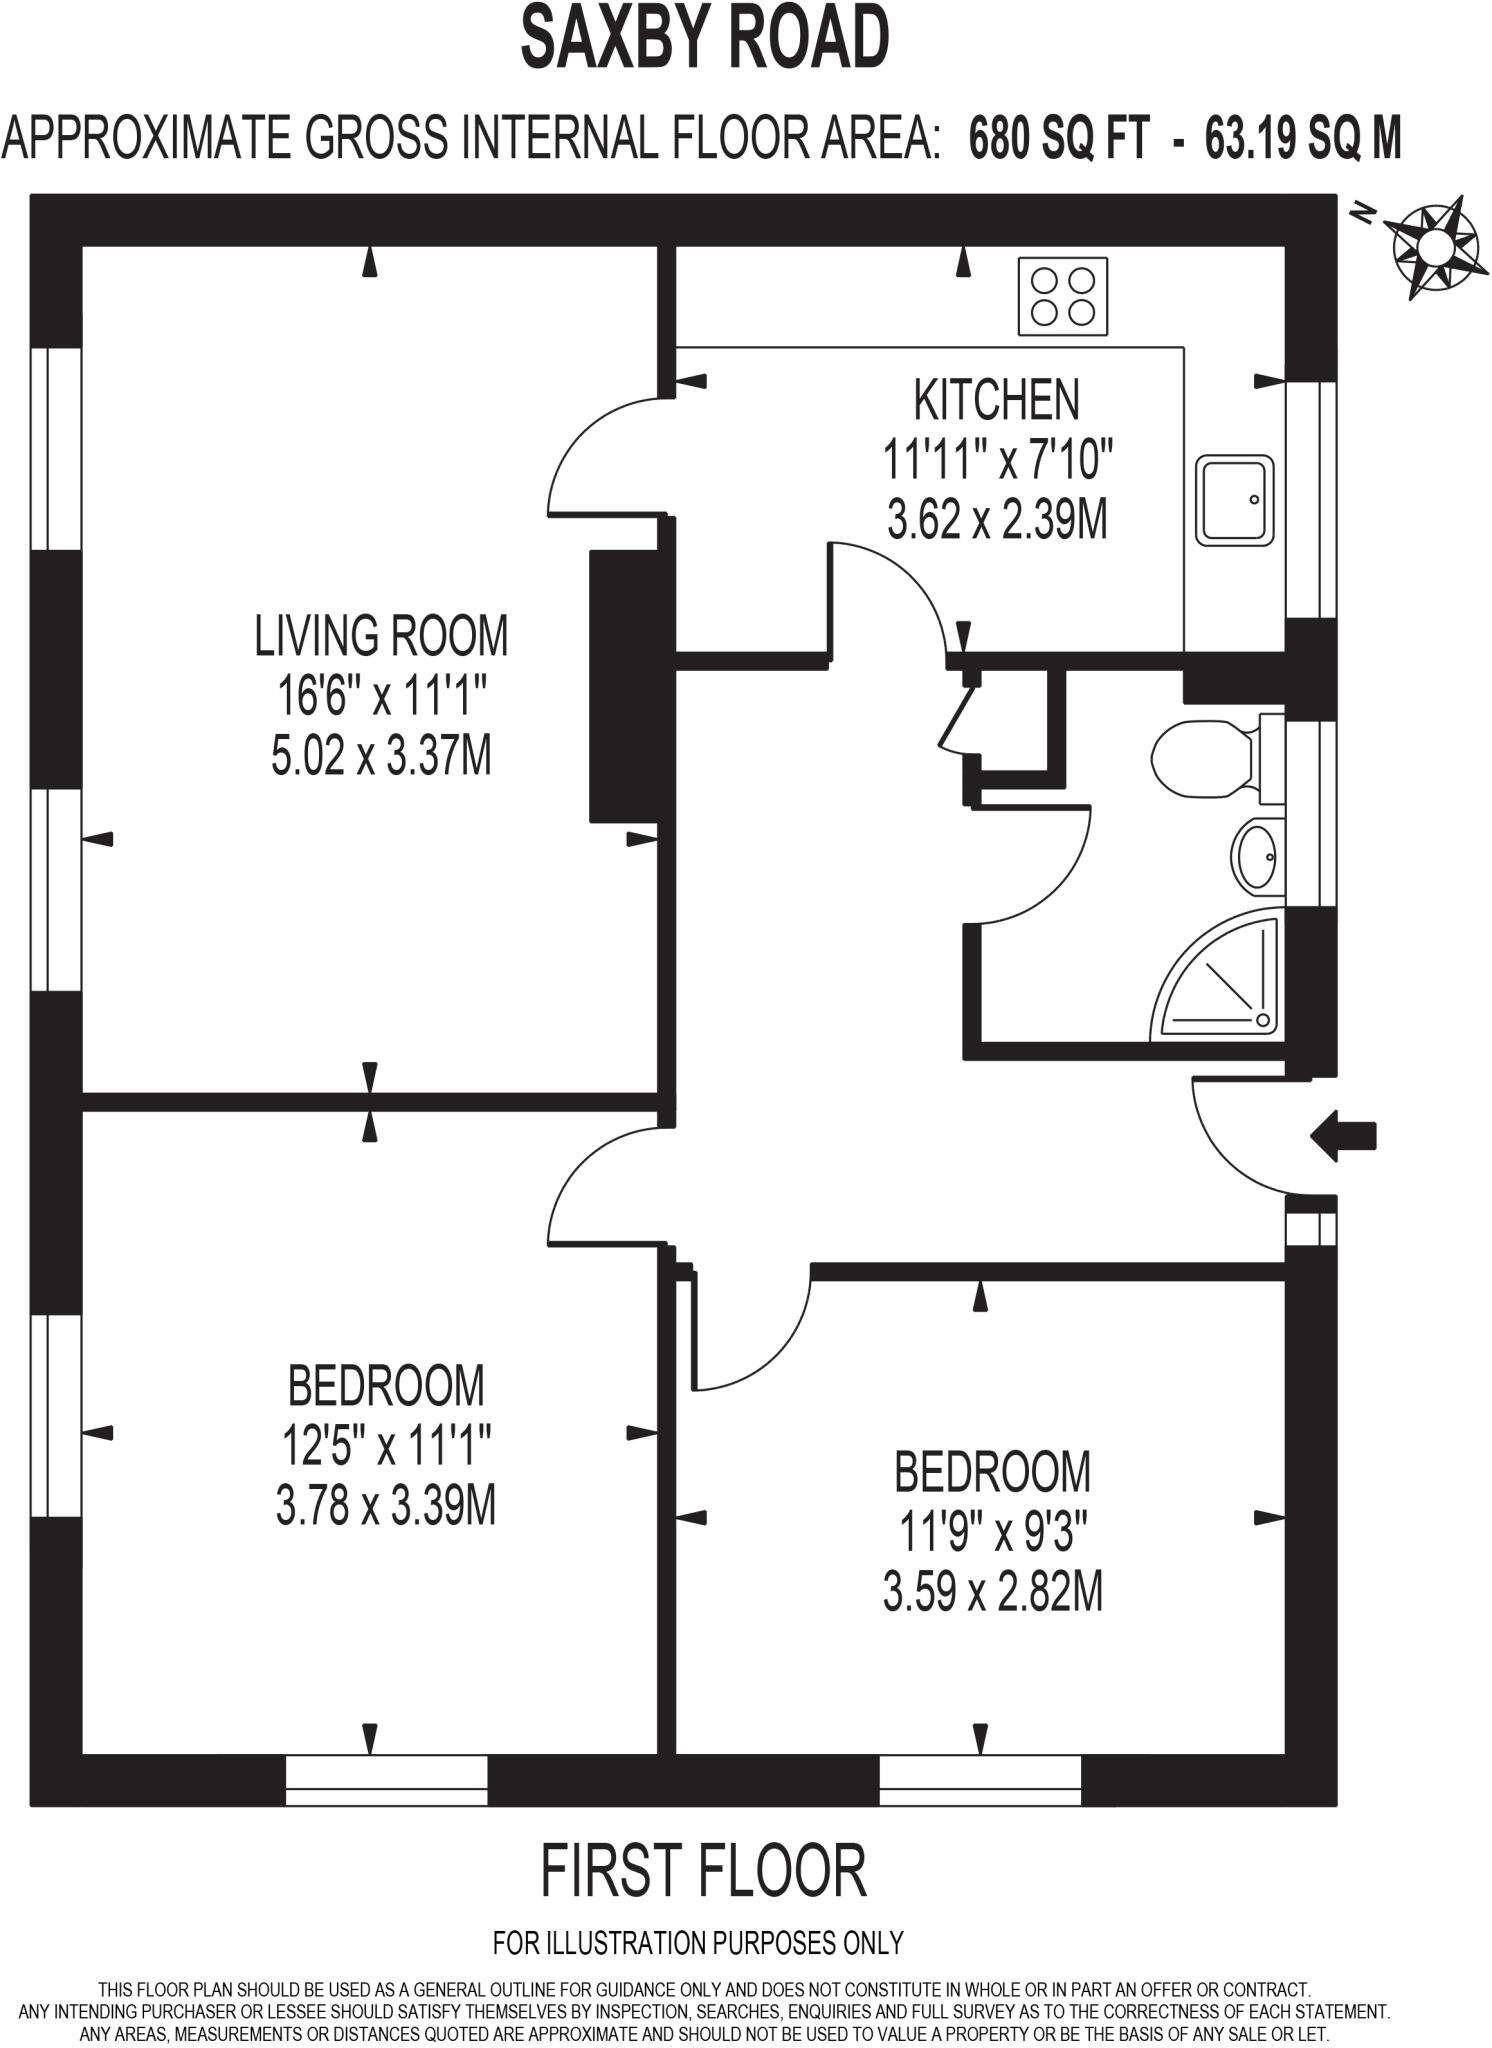 SAXBY ROAD
APPROXIMATE GROSS INTERNAL FLOOR AREA: 680 SQ FT - 63.19 SQ M
N
KITCHEN
11'11" x 7'10"
3.62 x 2.39M
LIVING ROOM
16'6" x 11'1"
5.02 x 3.37M
BEDROOM
12'5" x 11'1"
3.78 x 3.39M
BEDROOM
11'9" x 9'3"
3.59 x 2.82M
FIRST FLOOR
FOR ILLUSTRATION PURPOSES ONLY
THIS FLOOR PLAN SHOULD BE USED AS A GENERAL OUTLINE FOR GUIDANCE ONLY AND DOES NOT CONSTITUTE IN WHOLE OR IN PART AN OFFER OR CONTRACT.
ANY INTENDING PURCHASER OR LESSEE SHOULD SATISFY THEMSELVES BY INSPECTION, SEARCHES, ENQUIRIES AND FULL SURVEY AS TO THE CORRECTNESS OF EACH STATEMENT.
ANY AREAS, MEASUREMENTS OR DISTANCES QUOTED ARE APPROXIMATE AND SHOULD NOT BE USED TO VALUE A PROPERTY OR BE THE BASIS OF ANY SALE OR LET.